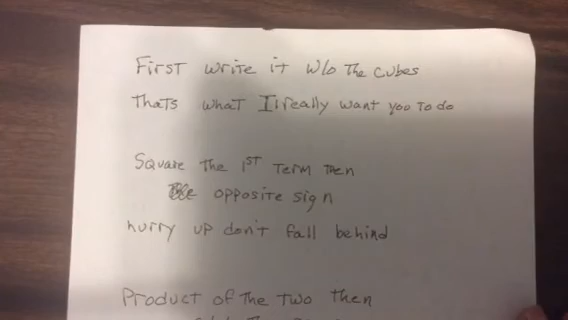 First write it w/o the cubes
Thats what I really want you to do
Square the 1st term then
opposite sign
hurry up don't fall behind
Product of the two then